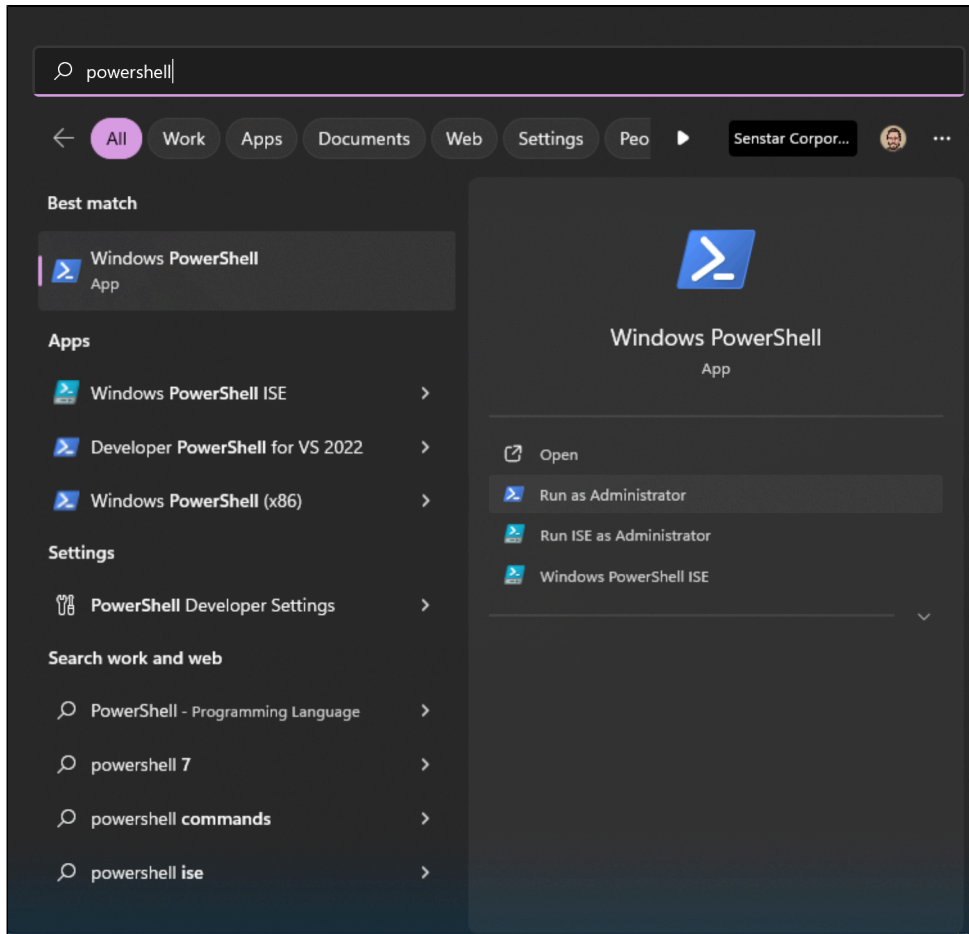 powershell
All
Work
Apps
Documents
Web
Settings
Peo
Senstar Corpor...
Best match
Windows PowerShell
App
Apps
Windows PowerShell ISE
Developer PowerShell for VS 2022
Windows PowerShell (x86)
Settings
PowerShell Developer Settings
Search work and web
PowerShell - Programming Language
powershell 7
powershell commands
powershell ise
Windows PowerShell
App
Open
Run as Administrator
Run ISE as Administrator
Windows PowerShell ISE